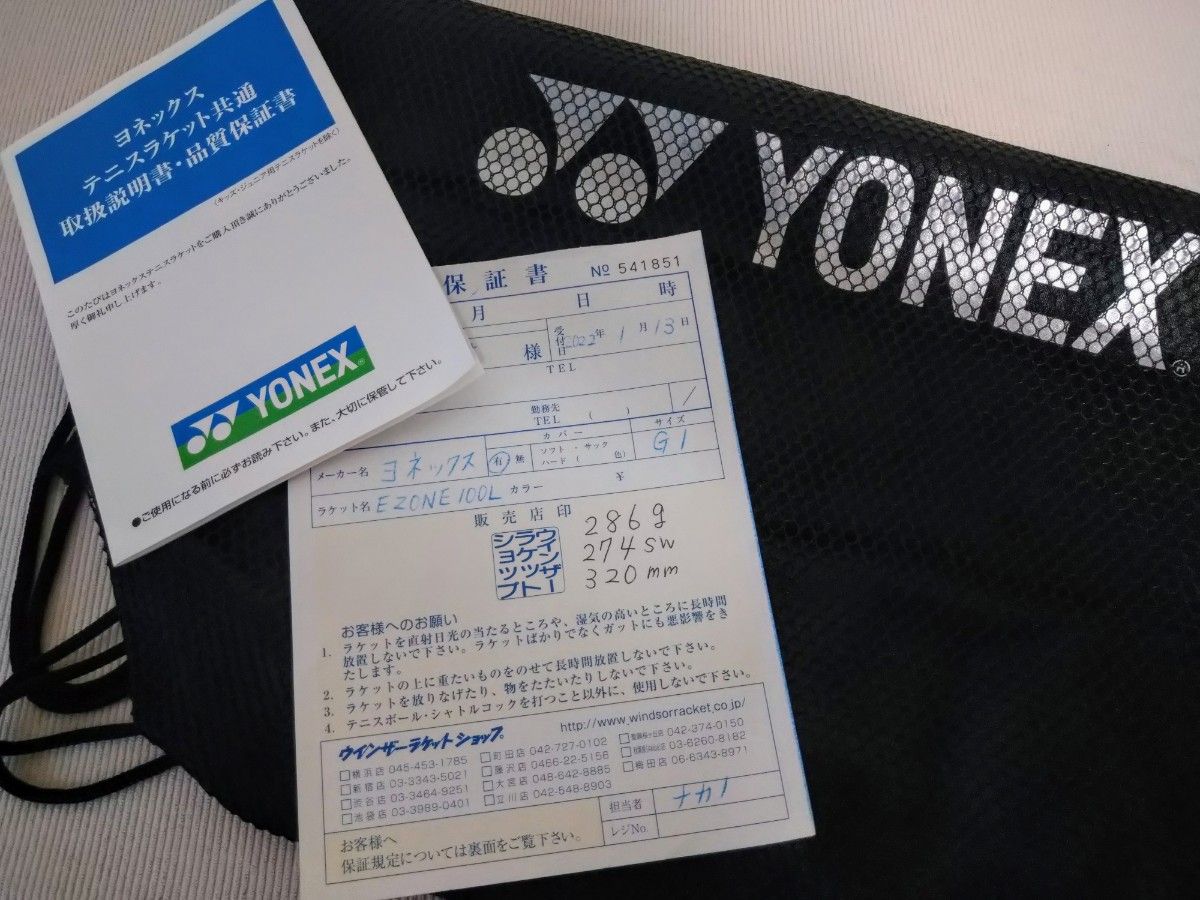 ヨネックス
テニスラケット共通
取扱説明書・品質保証書
(キッズ・ジュニア用テニスラケットを除く)
このたびはヨネックステニスラケットをご購入頂き誠にありがとうございました。
厚く御礼申し上げます。
YONEX®
●ご使用になる前に必ずお読み下さい。また、大切に保管して下さい。
YONEX®
保証書 No 541851
月 日 時
様 受付日 2022年 1月 13日
TEL
勤務先
TEL ( ) /
メーカー名 ヨネックス 有 無 カバー ソフト・サック ハード( 色) サイズ G1
ラケット名 EZONE 100L カラー ¥
販売店印
ウインザーラケットショップ
286g
274sw
320mm
お客様へのお願い
1. ラケットを直射日光の当たるところや、湿気の高いところに長時間
放置しないで下さい。ラケットばかりでなくガットにも悪影響をき
たします。
2. ラケットの上に重たいものをのせて長時間放置しないで下さい。
3. ラケットを放りなげたり、物をたたいたりしないで下さい。
4. テニスボール・シャトルコックを打つこと以外に、使用しないで下さい。
ウインザーラケットショップ。 http://www.windsorracket.co.jp/
□横浜店 045-453-1785 □町田店 042-727-0102 042-374-0150
□新宿店 03-3343-5021 □藤沢店 0466-22-5156 03-6260-8182
□渋谷店 03-3464-9251 □大宮店 048-642-8885 □梅田店 06-6343-8971
□池袋店 03-3989-0401 □立川店 042-548-8903
お客様へ
保証規定については裏面をご覧下さい。
担当者 ナカノ
レジNo.